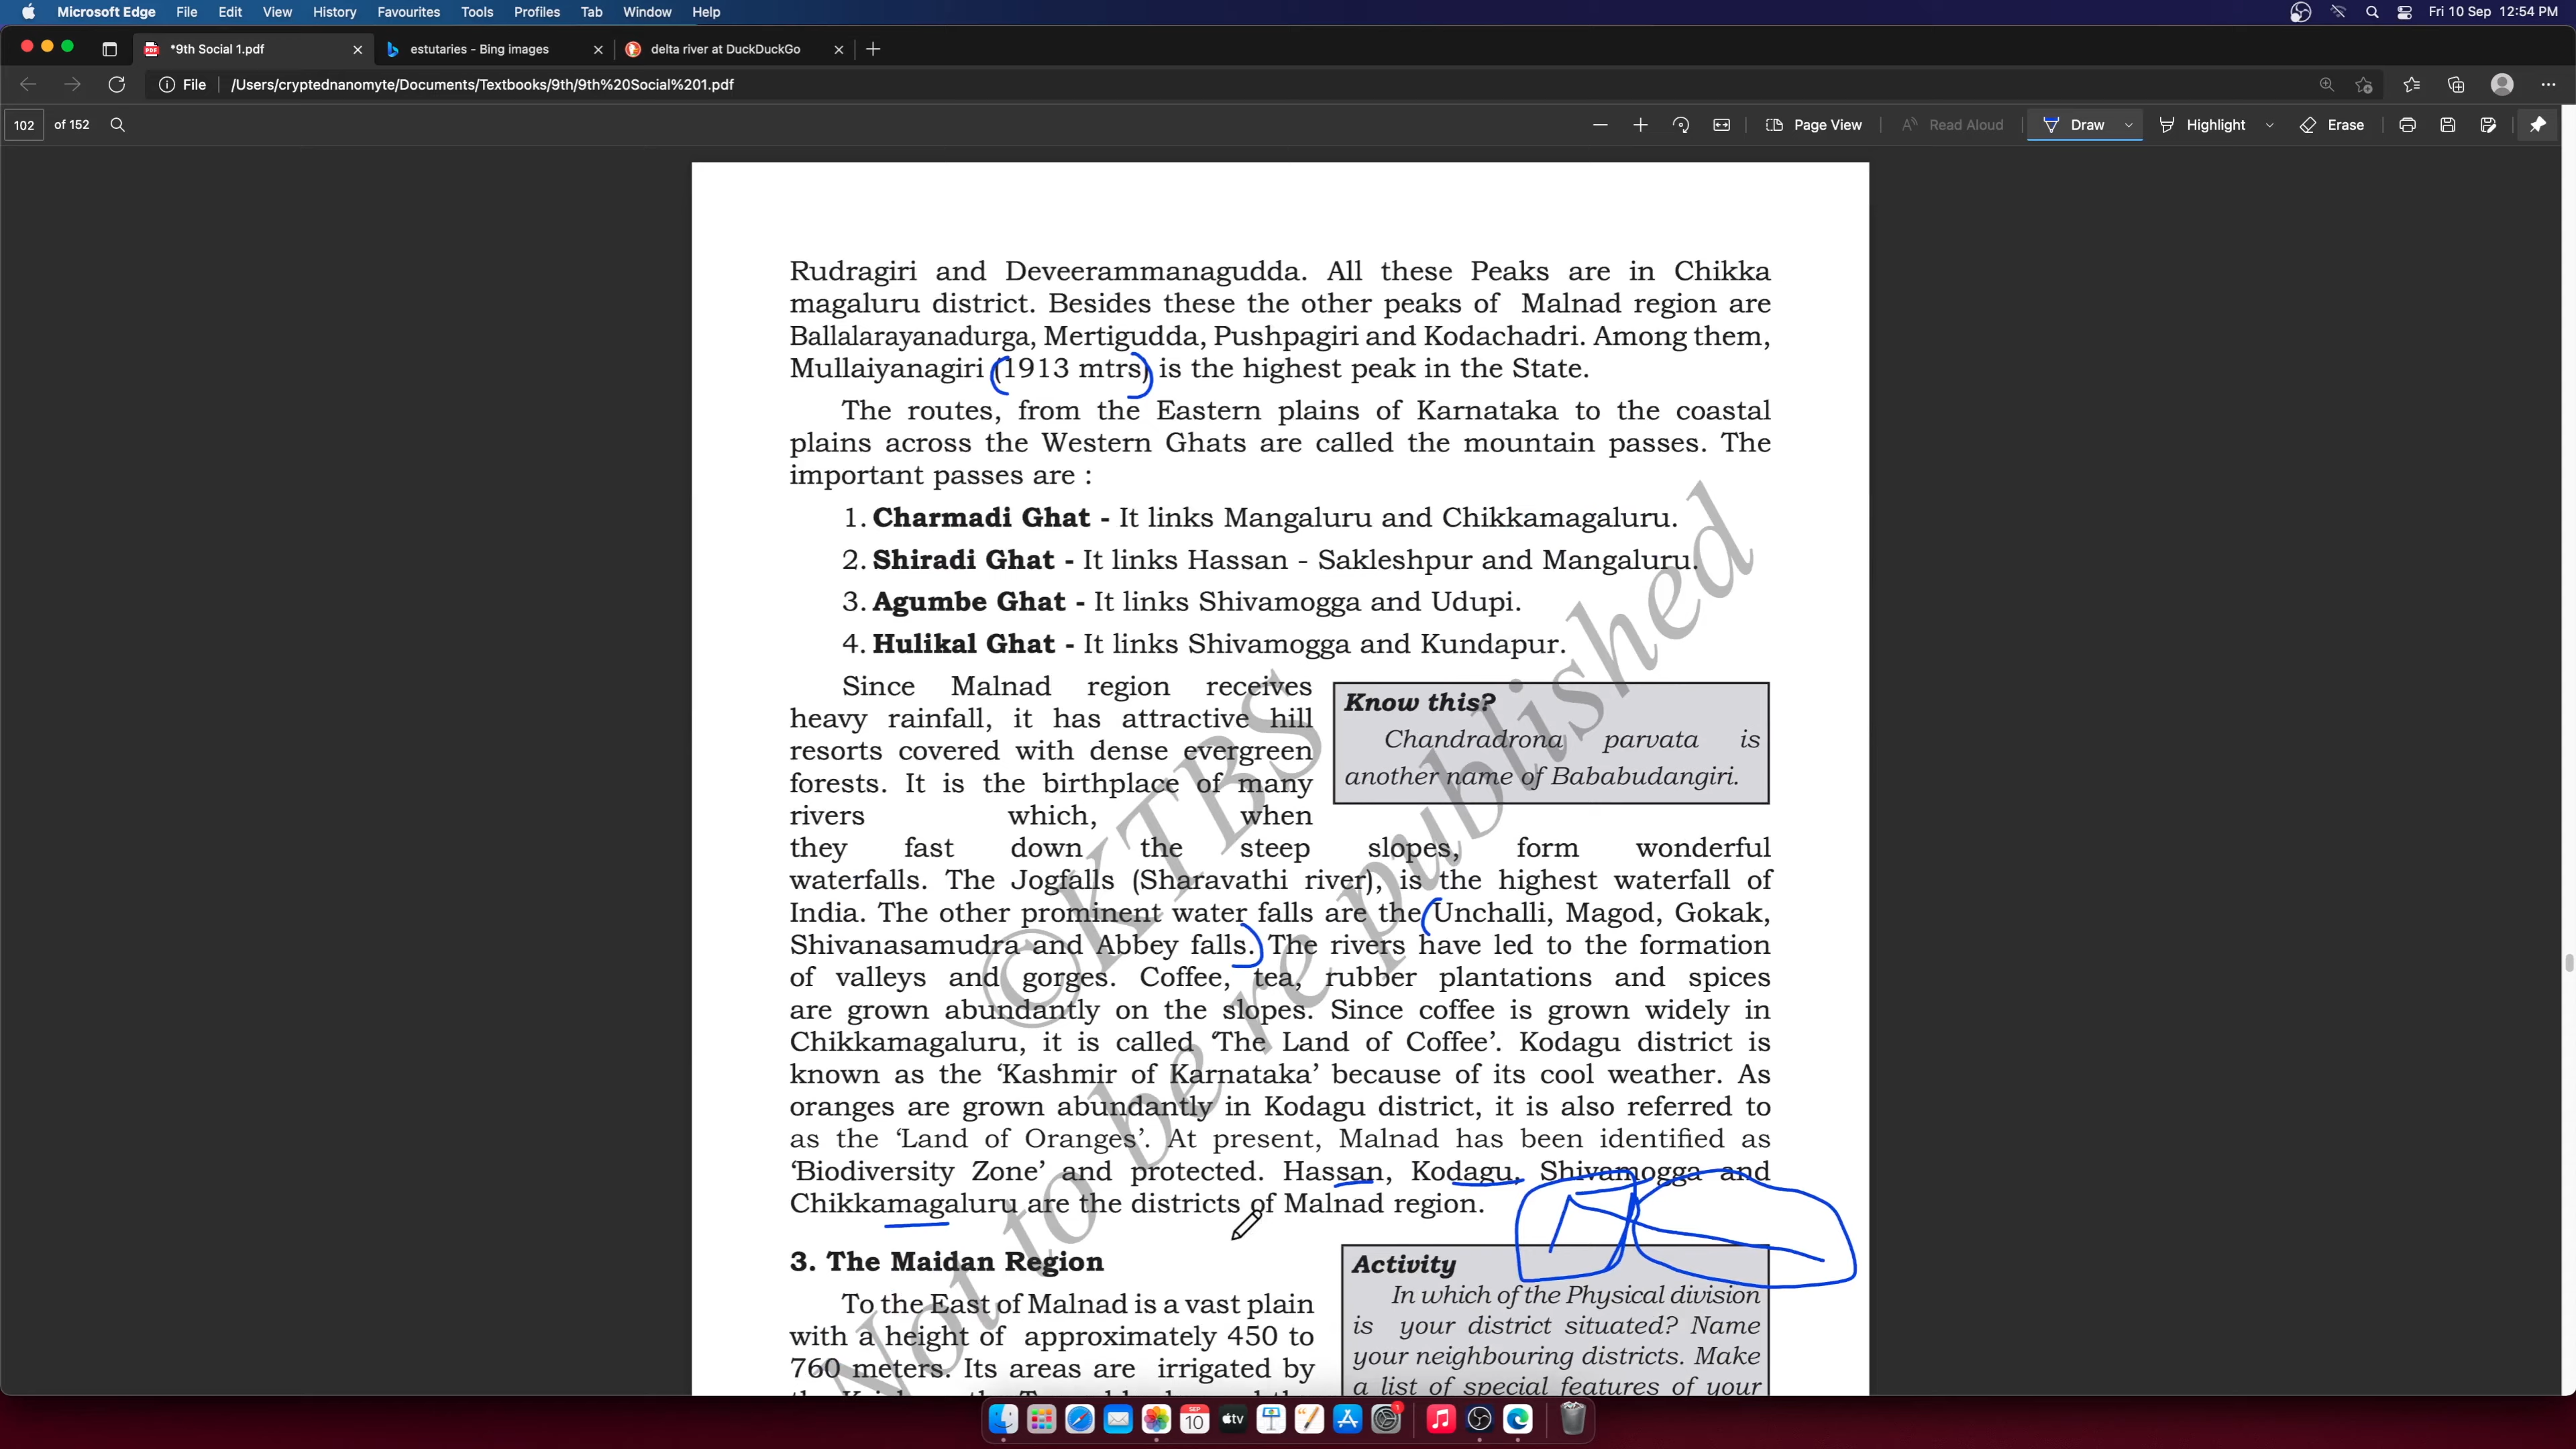 Microsoft Edge File Edit View History Favourites Tools Profiles Tab Window Help Fri 10 Sep 12:54 PM
*9th Social 1.pdf estutaries - Bing images delta river at DuckDuckGo
File /Users/cryptednanomyte/Documents/Textbooks/9th/9th%20Social%201.pdf
102 of 152 Page View Read Aloud Draw Highlight Erase
Rudragiri and Deveerammanagudda. All these Peaks are in Chikka
magaluru district. Besides these the other peaks of Malnad region are
Ballalarayanadurga, Mertigudda, Pushpagiri and Kodachadri. Among them,
Mullaiyanagiri (1913 mtrs) is the highest peak in the State.
The routes, from the Eastern plains of Karnataka to the coastal
plains across the Western Ghats are called the mountain passes. The
important passes are :
1. Charmadi Ghat - It links Mangaluru and Chikkamagaluru.
2. Shiradi Ghat - It links Hassan - Sakleshpur and Mangaluru.
3. Agumbe Ghat - It links Shivamogga and Udupi.
4. Hulikal Ghat - It links Shivamogga and Kundapur.
Since Malnad region receives
heavy rainfall, it has attractive hill
resorts covered with dense evergreen
forests. It is the birthplace of many
rivers which, when
Know this?
Chandradrona parvata is
another name of Bababudangiri.
they fast down the steep slopes, form wonderful
waterfalls. The Jogfalls (Sharavathi river), is the highest waterfall of
India. The other prominent water falls are the Unchalli, Magod, Gokak,
Shivanasamudra and Abbey falls. The rivers have led to the formation
of valleys and gorges. Coffee, tea, rubber plantations and spices
are grown abundantly on the slopes. Since coffee is grown widely in
Chikkamagaluru, it is called ‘The Land of Coffee’. Kodagu district is
known as the ‘Kashmir of Karnataka’ because of its cool weather. As
oranges are grown abundantly in Kodagu district, it is also referred to
as the ‘Land of Oranges’. At present, Malnad has been identified as
‘Biodiversity Zone’ and protected. Hassan, Kodagu, Shivamogga and
Chikkamagaluru are the districts of Malnad region.
3. The Maidan Region
To the East of Malnad is a vast plain
with a height of approximately 450 to
760 meters. Its areas are irrigated by
Activity
In which of the Physical division
is your district situated? Name
your neighbouring districts. Make
a list of special features of your
©KTBS
Not to be re published
SEP
10
tv
1